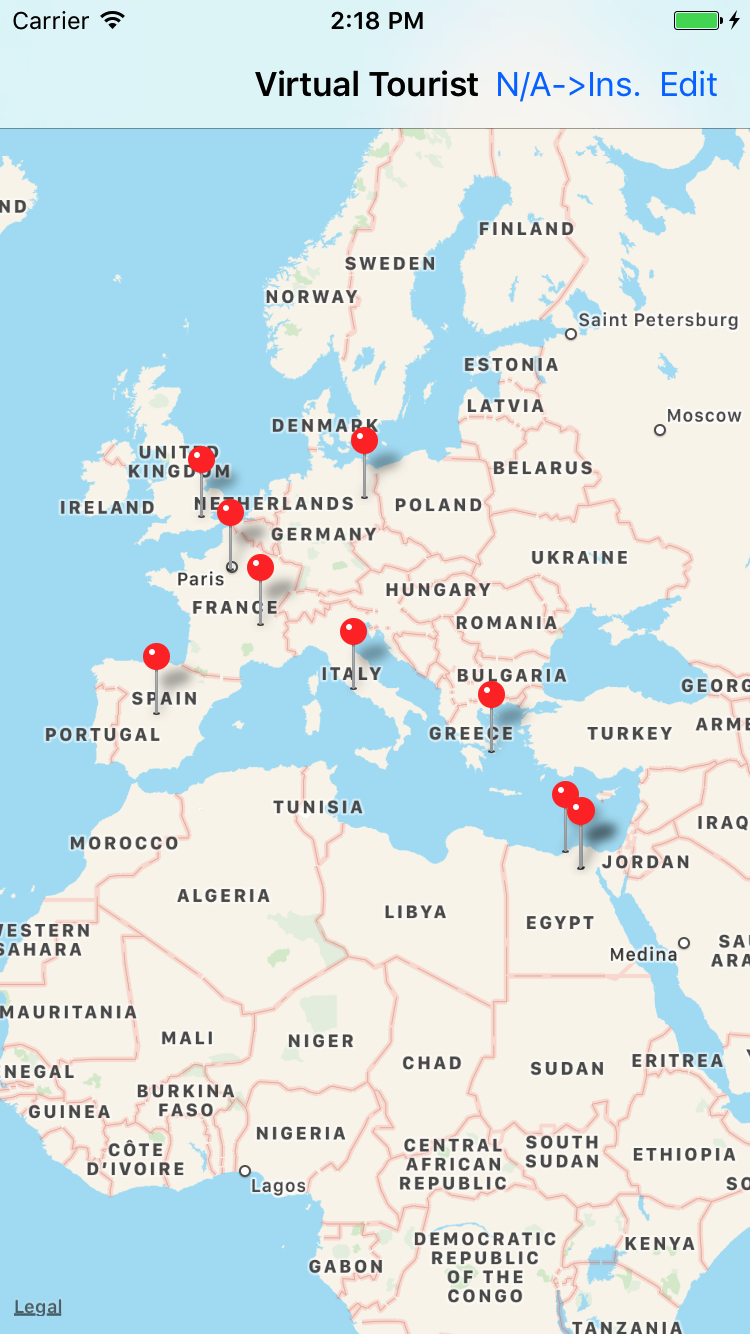 Carrier 2:18 PM
Virtual Tourist N/A->Ins. Edit
ND
FINLAND
SWEDEN
NORWAY
Saint Petersburg
ESTONIA
LATVIA
Moscow
DENMARK
UNITED
KINGDOM
BELARUS
IRELAND
NETHERLANDS
POLAND
GERMANY
UKRAINE
Paris
HUNGARY
FRANCE
ROMANIA
ITALY
BULGARIA
GEORG
SPAIN
PORTUGAL
GREECE
TURKEY
ARME
TUNISIA
IRAQ
MOROCCO
JORDAN
ALGERIA
LIBYA
EGYPT
WESTERN
SAHARA
Medina
SAU
ARA
MAURITANIA
MALI
NIGER
CHAD
SUDAN
ERITREA
Y
NEGAL
BURKINA
FASO
GUINEA
NIGERIA
CÔTE
D'IVOIRE
CENTRAL
AFRICAN
REPUBLIC
SOUTH
SUDAN
ETHIOPIA
Lagos
SO
DEMOCRATIC
REPUBLIC
OF THE
CONGO
KENYA
GABON
Legal
TANZANIA